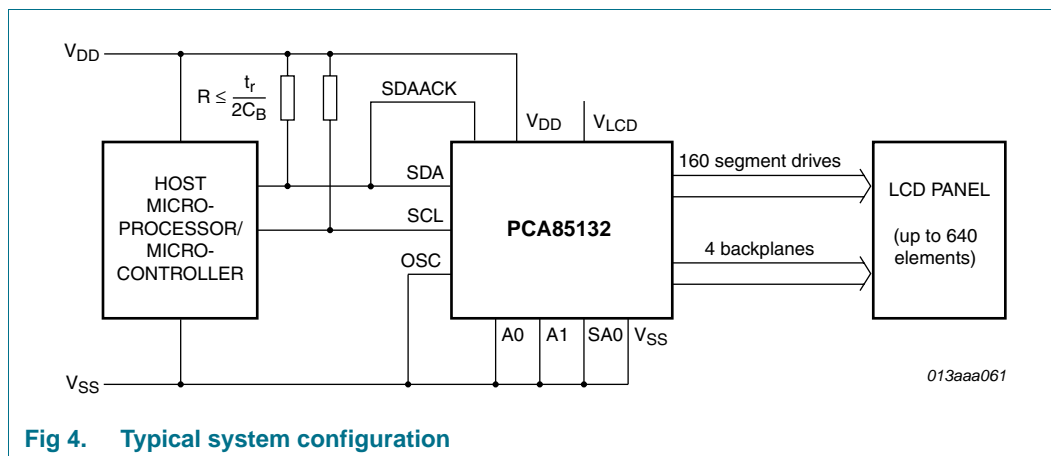 VDD
R ≤ tr / 2CB
SDAACK
VDD
VLCD
HOST
MICRO-
PROCESSOR/
MICRO-
CONTROLLER
SDA
SCL
OSC
PCA85132
160 segment drives
4 backplanes
LCD PANEL
(up to 640
elements)
A0
A1
SA0
VSS
VSS
013aaa061
Fig 4. Typical system configuration